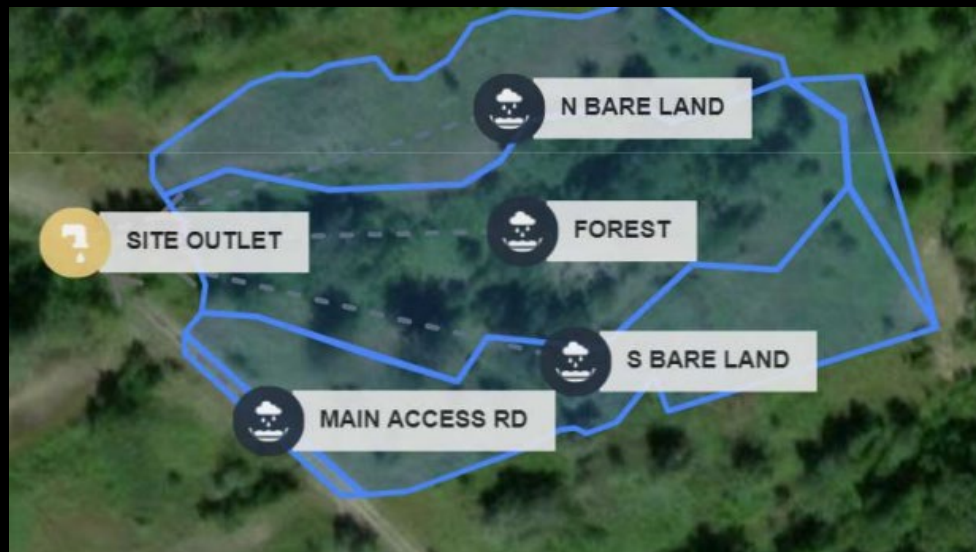 N BARE LAND
SITE OUTLET
FOREST
S BARE LAND
MAIN ACCESS RD